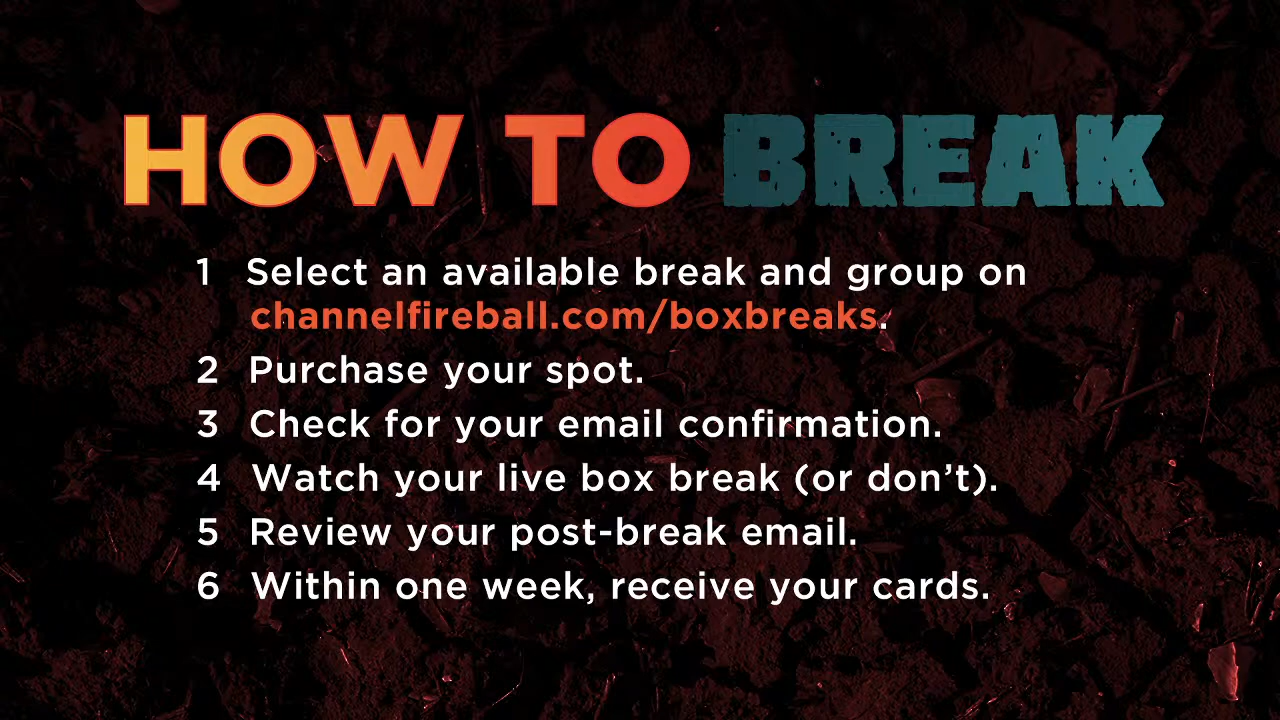 HOW TO BREAK
1 Select an available break and group on
channelfireball.com/boxbreaks.
2 Purchase your spot.
3 Check for your email confirmation.
4 Watch your live box break (or don’t).
5 Review your post-break email.
6 Within one week, receive your cards.